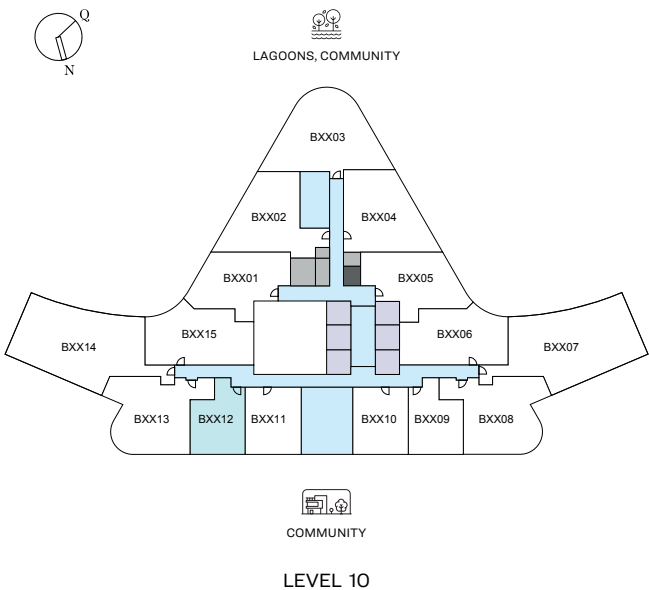 Q
N
LAGOONS, COMMUNITY
BXX03
BXX02
BXX04
BXX01
BXX05
BXX15
BXX06
BXX14
BXX07
BXX13
BXX12
BXX11
BXX10
BXX09
BXX08
COMMUNITY
LEVEL 10